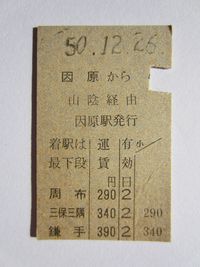 50.12.26
因原から
山陰経由
因原駅発行
着駅は 運 有 小
最下段 賃 効
円 日
周布 290 2
三保三隅 340 2 290
鎌手 390 2 340